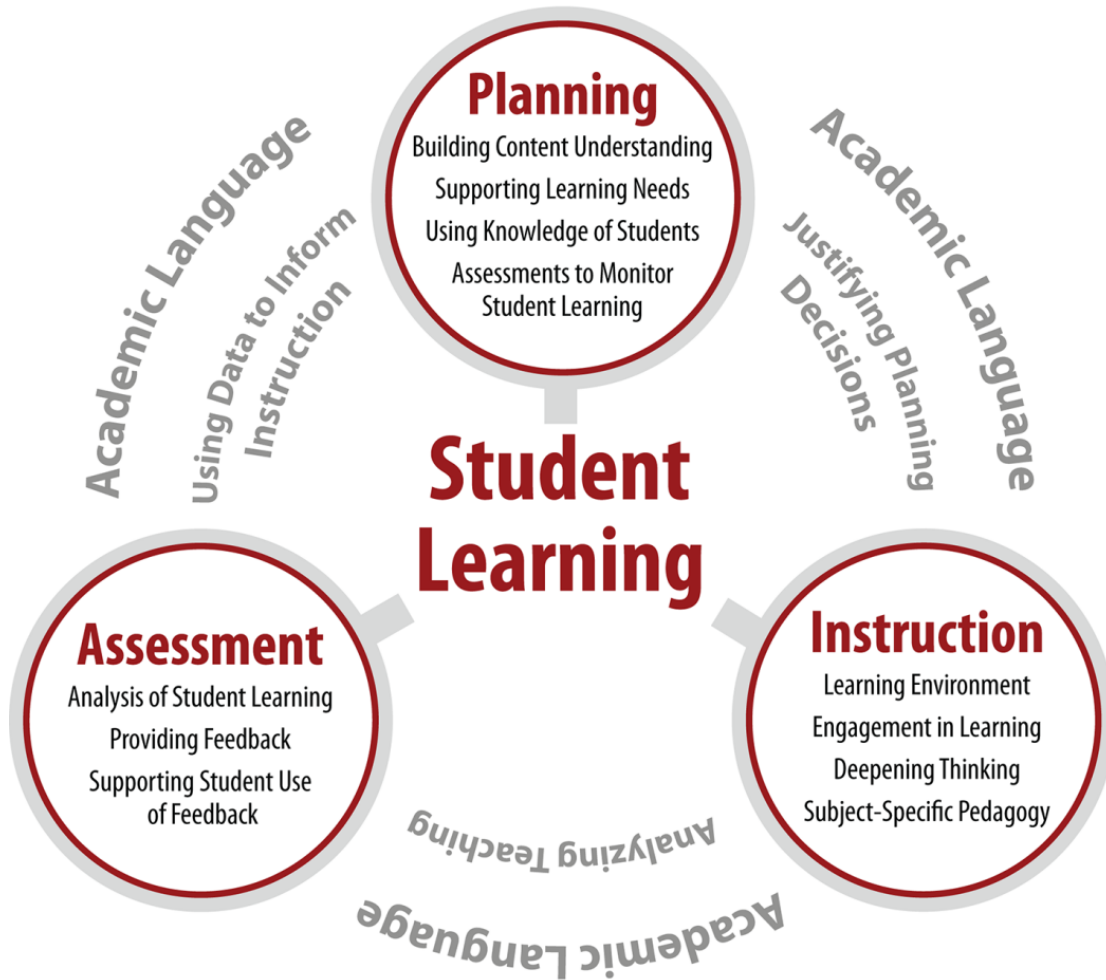 Planning
Building Content Understanding
Supporting Learning Needs
Using Knowledge of Students
Assessments to Monitor
Student Learning
Academic Language
Using Data to Inform
Instruction
Academic Language
Justifying Planning
Decisions
Student
Learning
Assessment
Analysis of Student Learning
Providing Feedback
Supporting Student Use
of Feedback
Instruction
Learning Environment
Engagement in Learning
Deepening Thinking
Subject-Specific Pedagogy
Analyzing Teaching
Academic Language